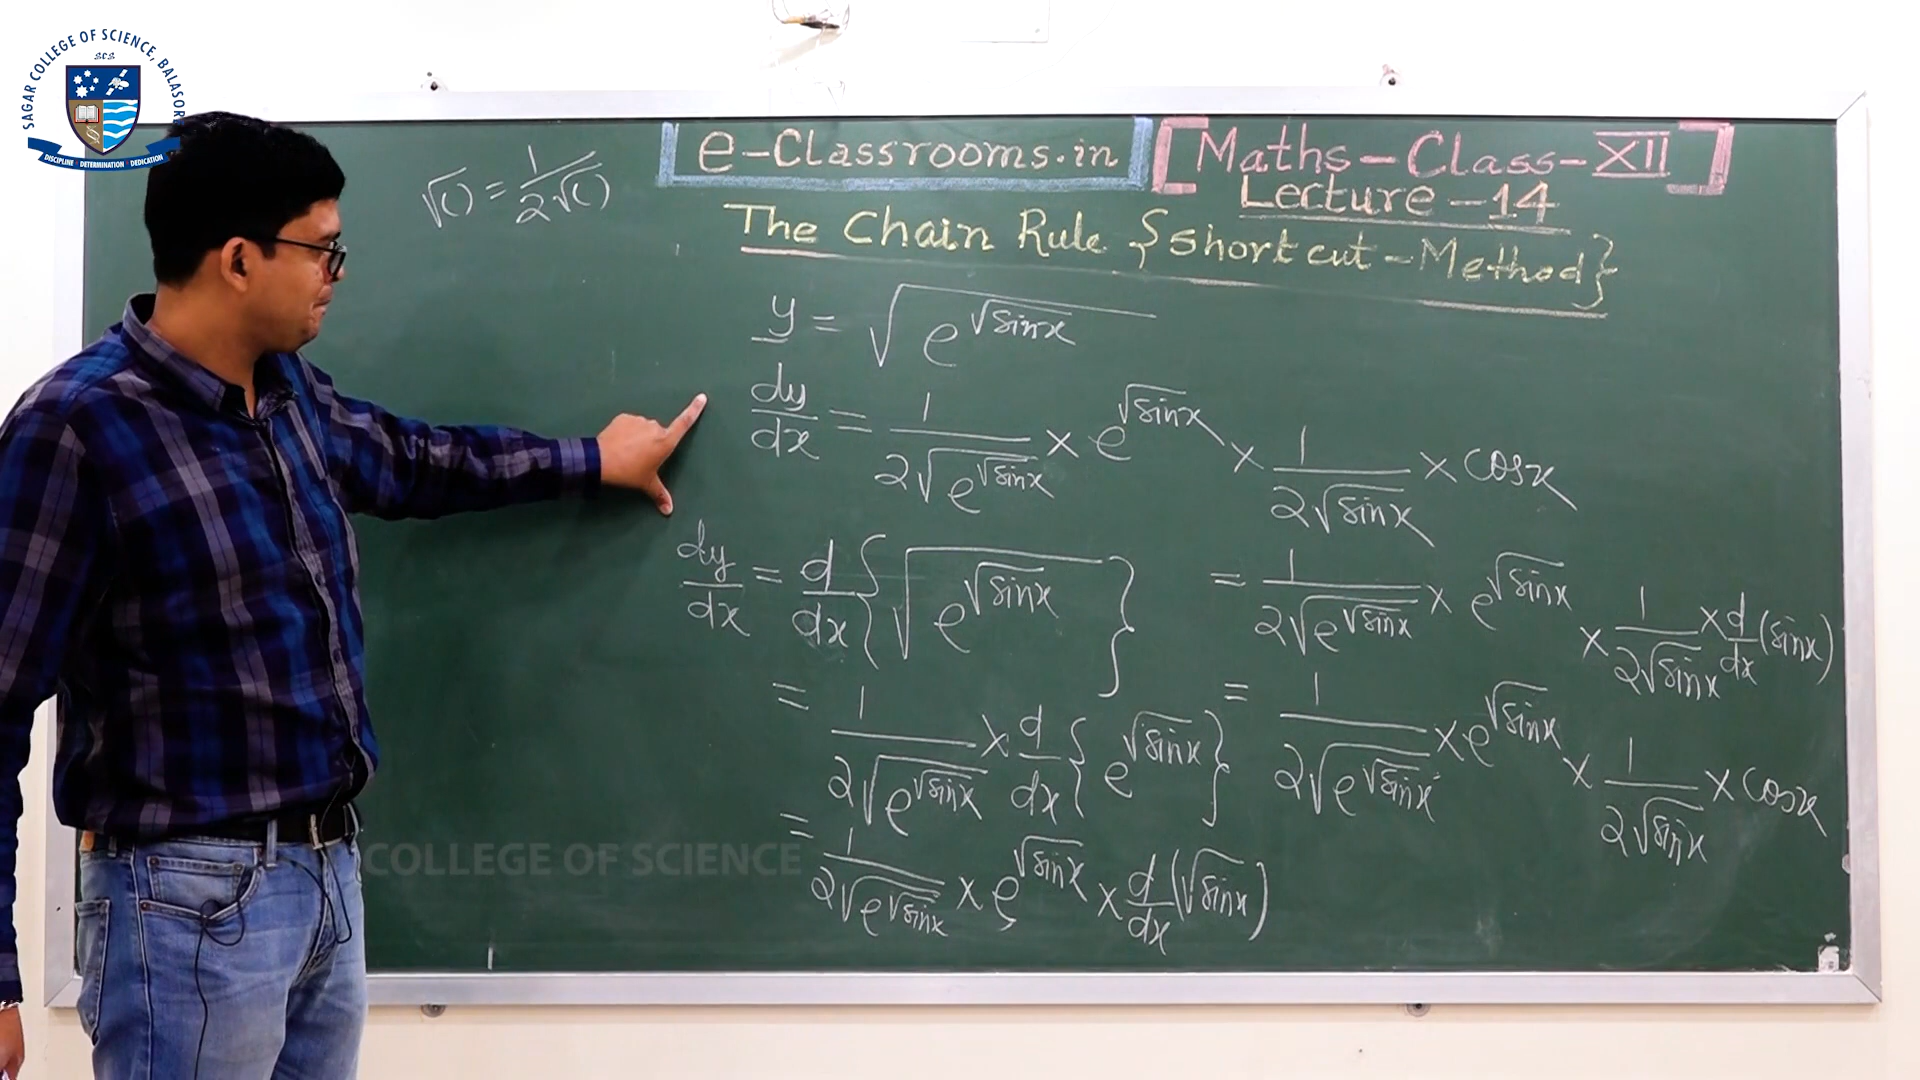 SAGAR COLLEGE OF SCIENCE, BALASORE
SCS
DISCIPLINE DETERMINATION DEDICATION
e-Classrooms.in [Maths-Class-XII]
Lecture-14
The Chain Rule {Short cut-Method}
√( ) = 1/2√( )
y = √(e^√sinx)
dy/dx = 1/2√(e^√sinx) × e^√sinx × 1/2√sinx × cosx
dy/dx = d/dx {√(e^√sinx)}
= 1/2√(e^√sinx) × d/dx {e^√sinx}
= 1/2√(e^√sinx) × e^√sinx × d/dx (√sinx)
= 1/2√(e^√sinx) × e^√sinx × 1/2√sinx × d/dx (sinx)
= 1/2√(e^√sinx) × e^√sinx × 1/2√sinx × cosx
COLLEGE OF SCIENCE